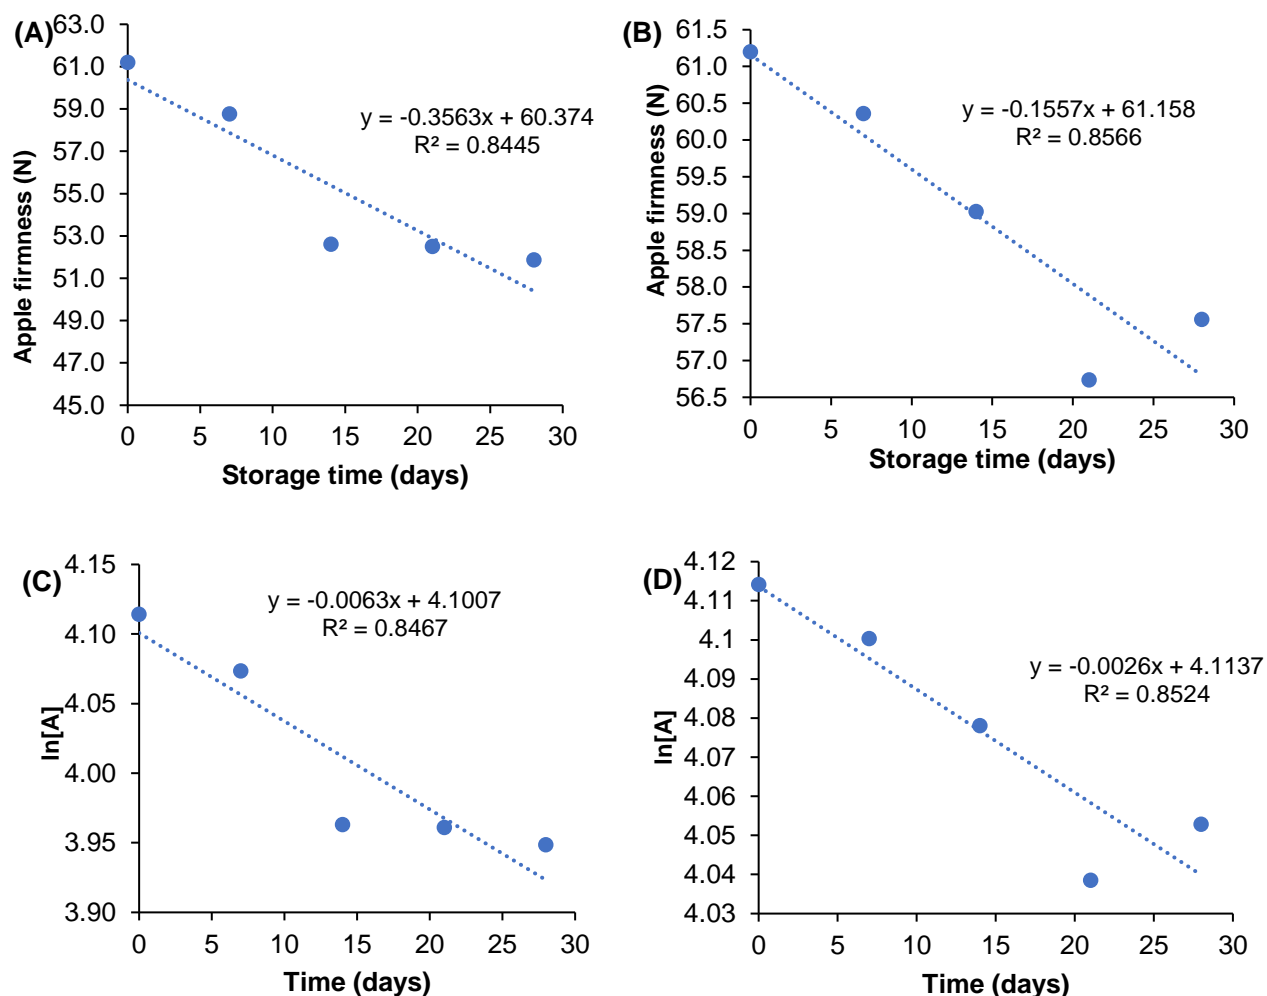 (A)
63.0
61.0
59.0
57.0
55.0
53.0
51.0
49.0
47.0
45.0
Apple firmness (N)
y = -0.3563x + 60.374
R² = 0.8445
0 5 10 15 20 25 30
Storage time (days)
(B)
61.5
61.0
60.5
60.0
59.5
59.0
58.5
58.0
57.5
57.0
56.5
Apple firmness (N)
y = -0.1557x + 61.158
R² = 0.8566
0 5 10 15 20 25 30
Storage time (days)
(C)
4.15
4.10
4.05
4.00
3.95
3.90
ln[A]
y = -0.0063x + 4.1007
R² = 0.8467
0 5 10 15 20 25 30
Time (days)
(D)
4.12
4.11
4.1
4.09
4.08
4.07
4.06
4.05
4.04
4.03
ln[A]
y = -0.0026x + 4.1137
R² = 0.8524
0 5 10 15 20 25 30
Time (days)